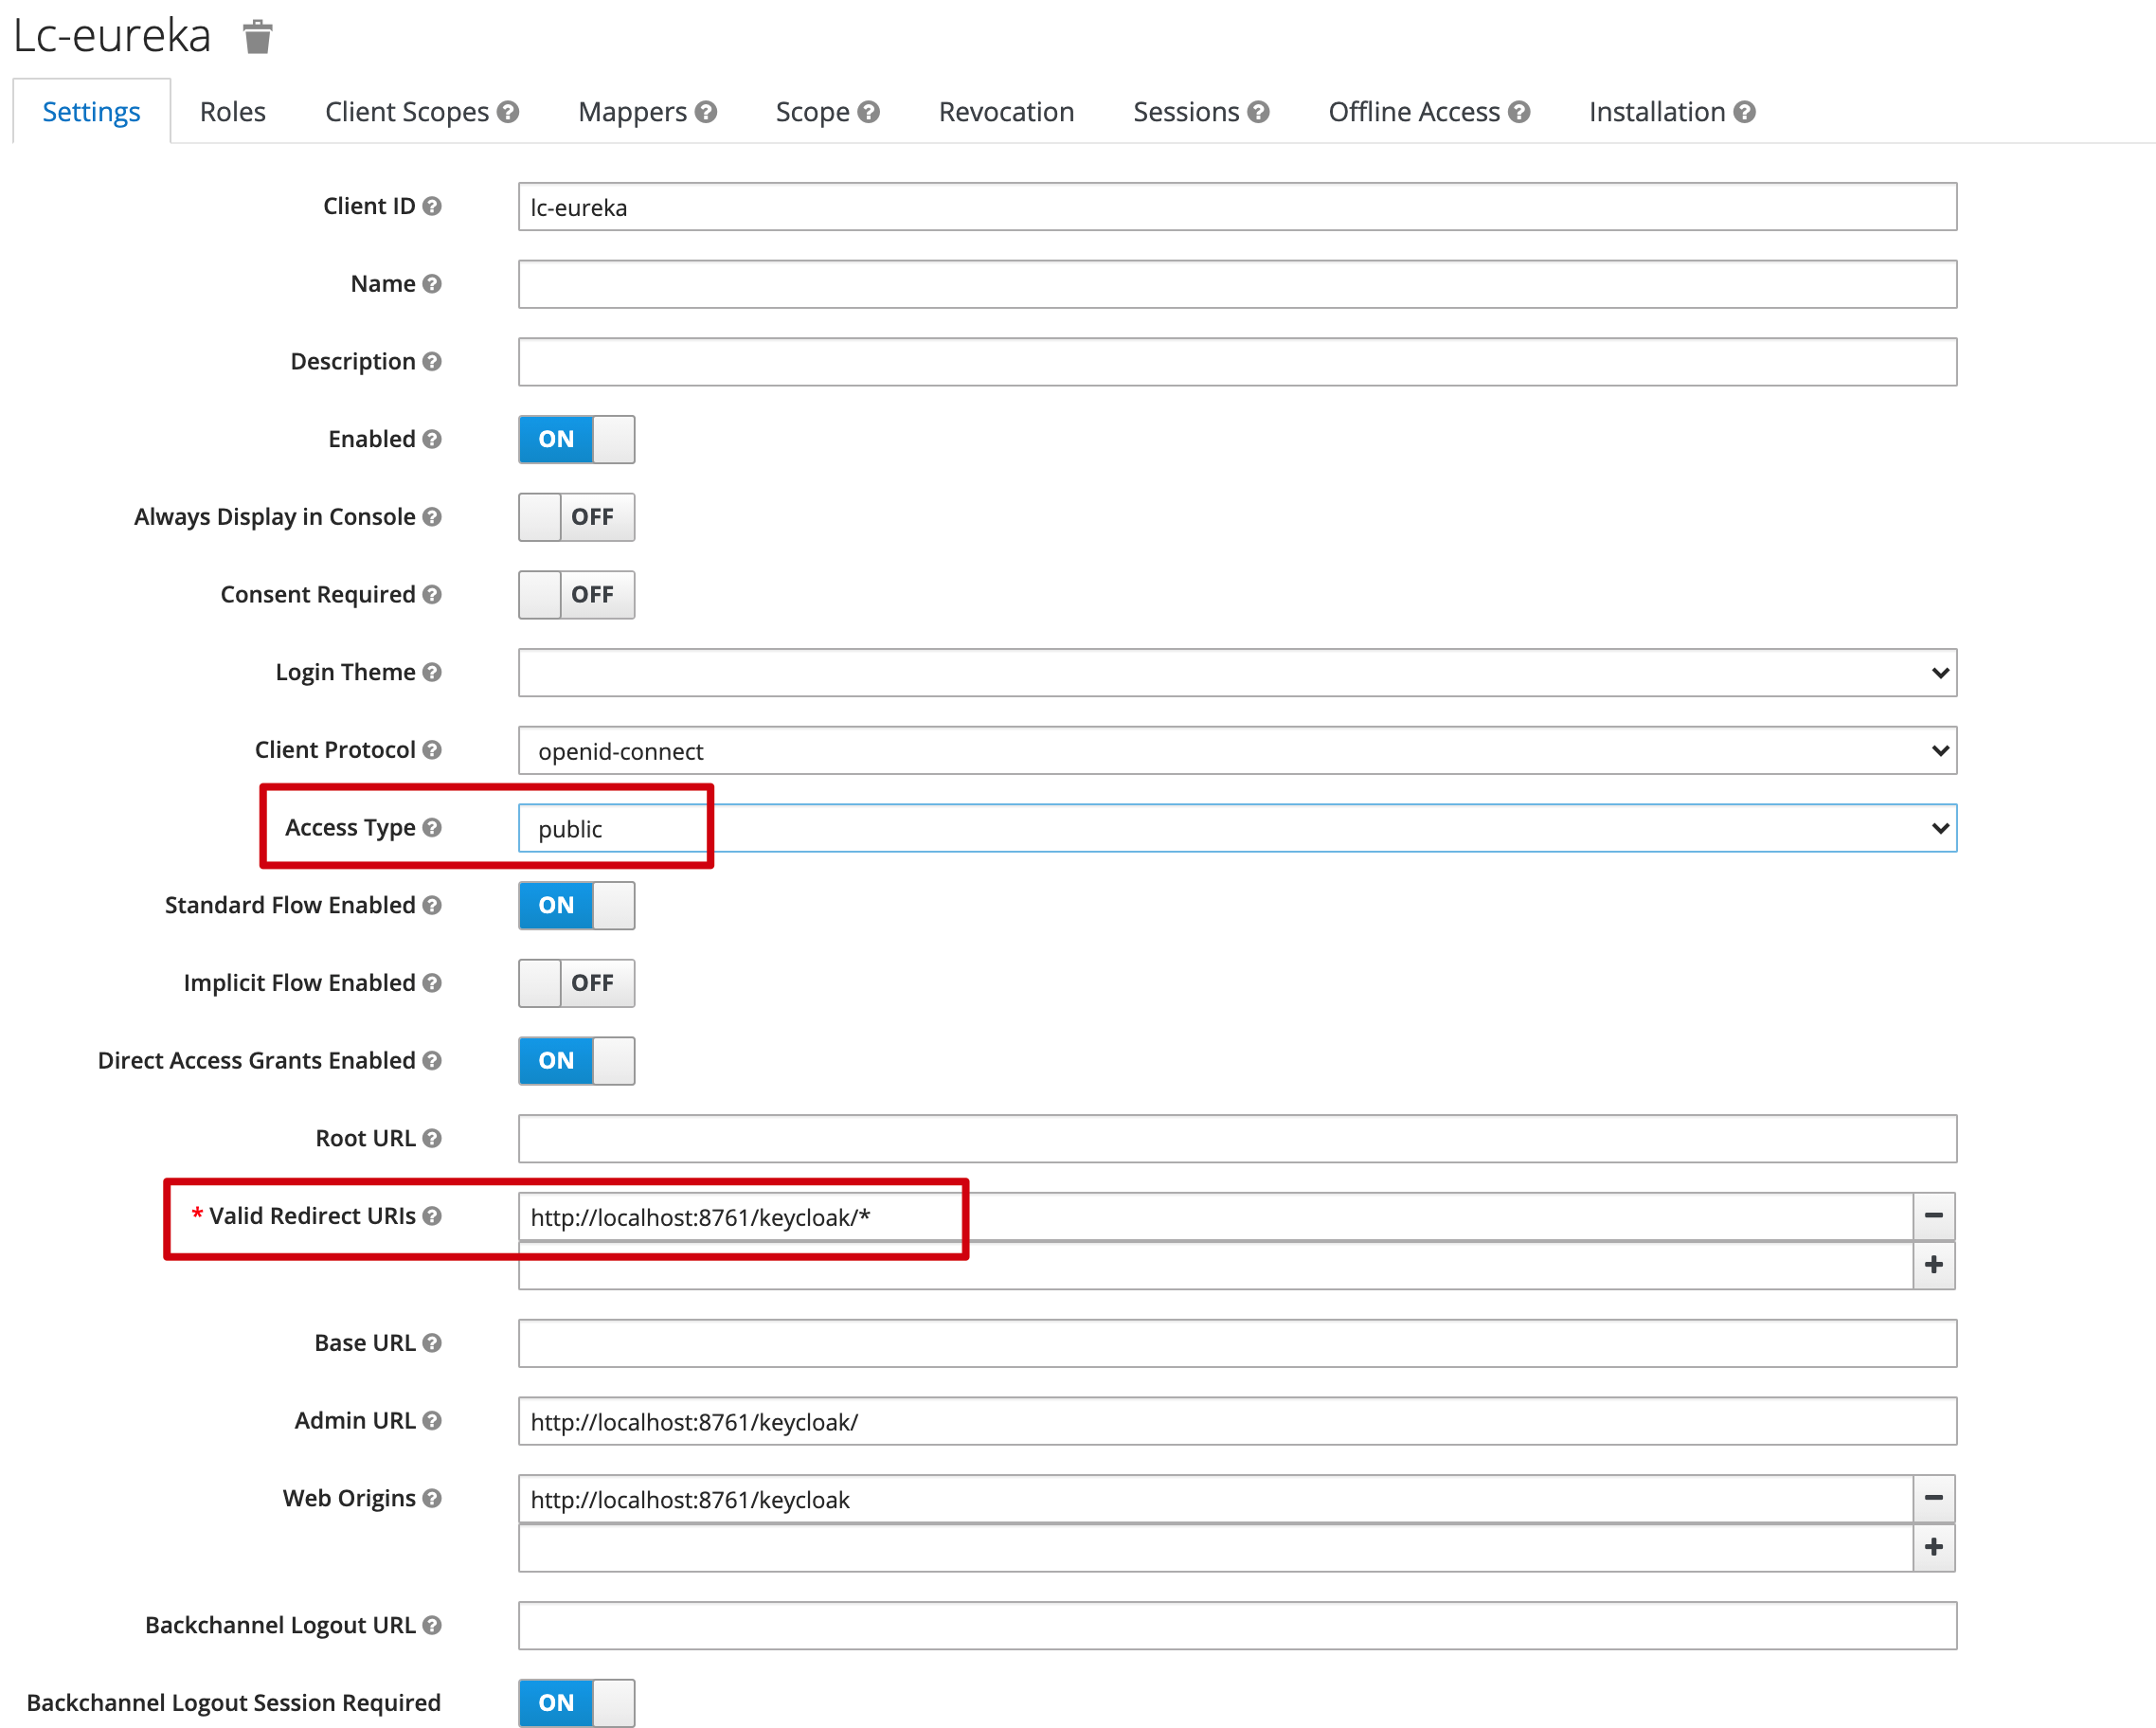 Lc-eureka
Settings Roles Client Scopes Mappers Scope Revocation Sessions Offline Access Installation
Client ID lc-eureka
Name
Description
Enabled ON
Always Display in Console OFF
Consent Required OFF
Login Theme
Client Protocol openid-connect
Access Type public
Standard Flow Enabled ON
Implicit Flow Enabled OFF
Direct Access Grants Enabled ON
Root URL
* Valid Redirect URIs http://localhost:8761/keycloak/*
Base URL
Admin URL http://localhost:8761/keycloak/
Web Origins http://localhost:8761/keycloak
Backchannel Logout URL
Backchannel Logout Session Required ON